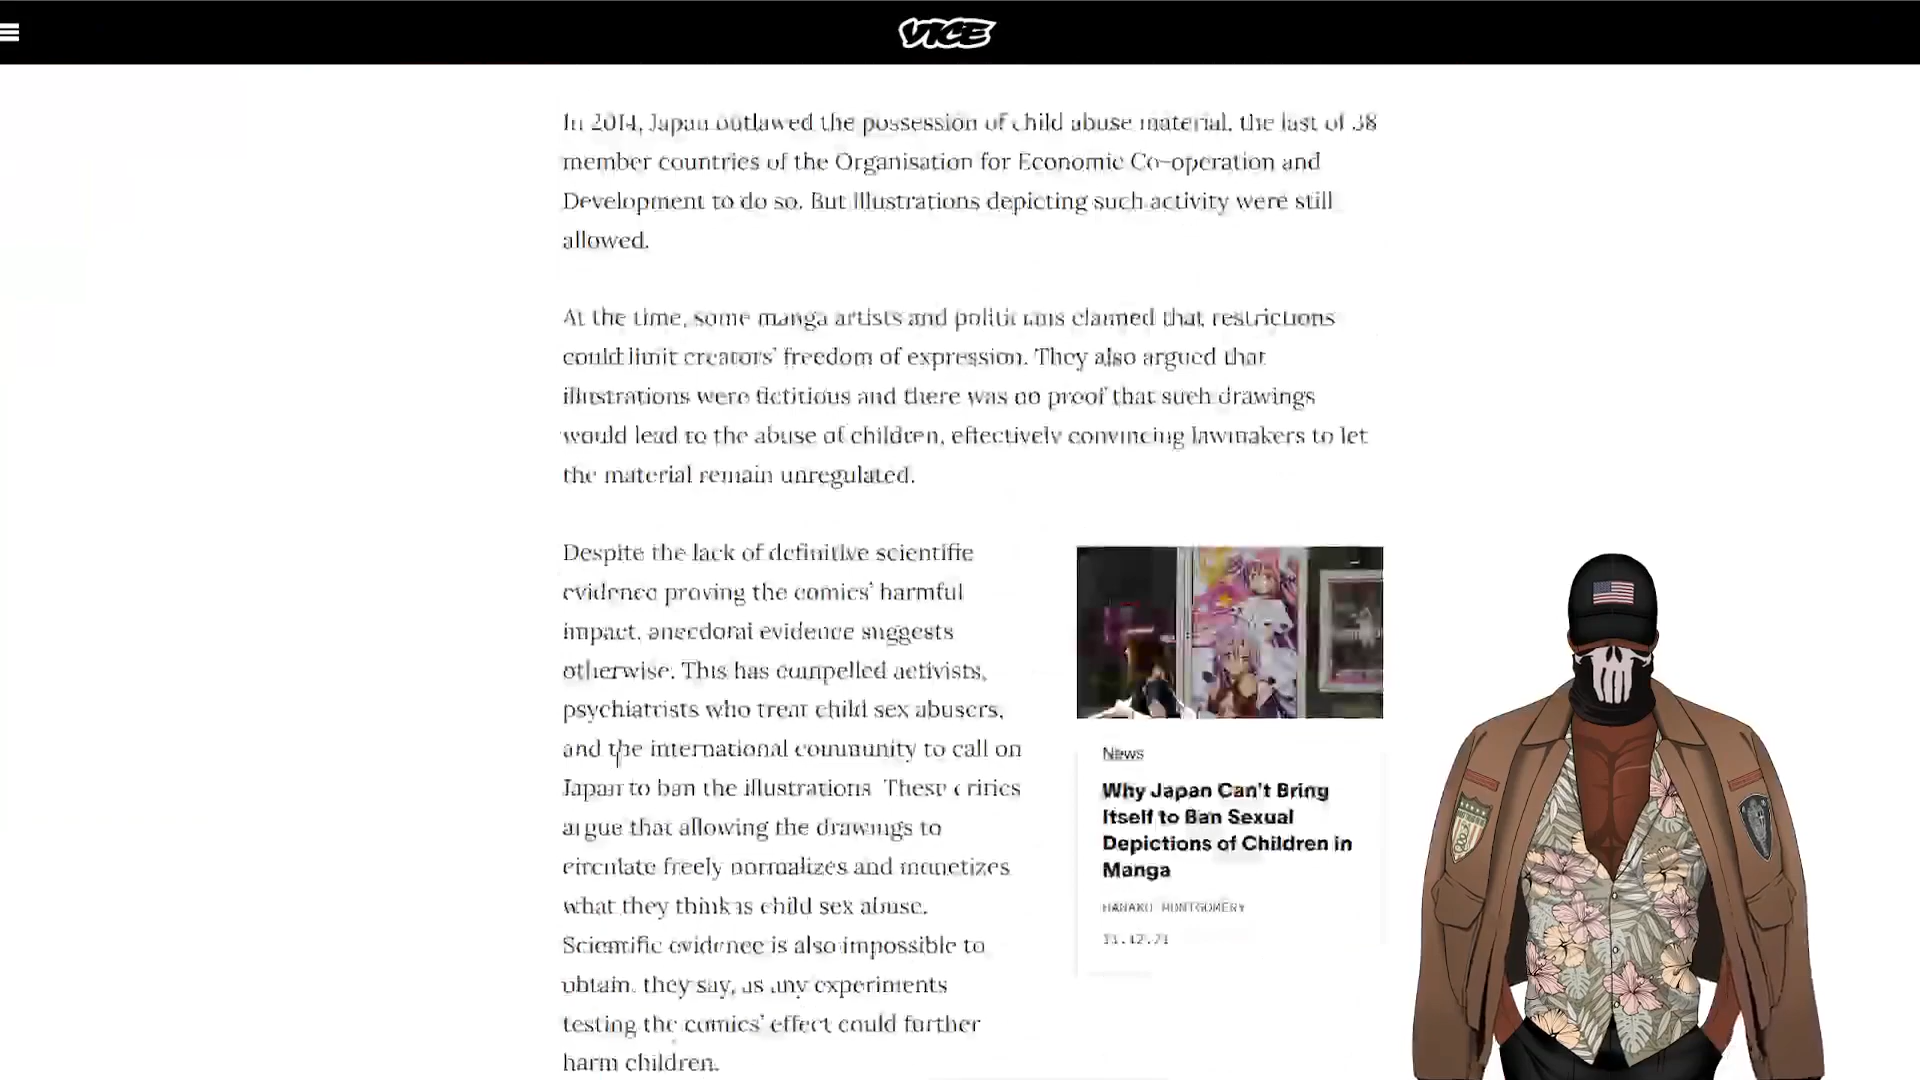 VICE
In 2014, Japan outlawed the possession of child abuse material, the last of 38
member countries of the Organisation for Economic Co-operation and
Development to do so. But Illustrations depicting such activity were still
allowed.
At the time, some manga artists and politicians claimed that restrictions
could limit creators' freedom of expression. They also argued that
illustrations were fictitious and there was no proof that such drawings
would lead to the abuse of children, effectively convincing lawmakers to let
the material remain unregulated.
Despite the lack of definitive scientific
evidence proving the comics' harmful
impact, anecdotal evidence suggests
otherwise. This has compelled activists,
psychiatrists who treat child sex abusers,
and the international community to call on
Japan to ban the illustrations. These critics
argue that allowing the drawings to
circulate freely normalizes and monetizes
what they think is child sex abuse.
Scientific evidence is also impossible to
obtain, they say, as any experiments
testing the comics' effect could further
harm children.
News
Why Japan Can't Bring
Itself to Ban Sexual
Depictions of Children in
Manga
HANAKO MONTGOMERY